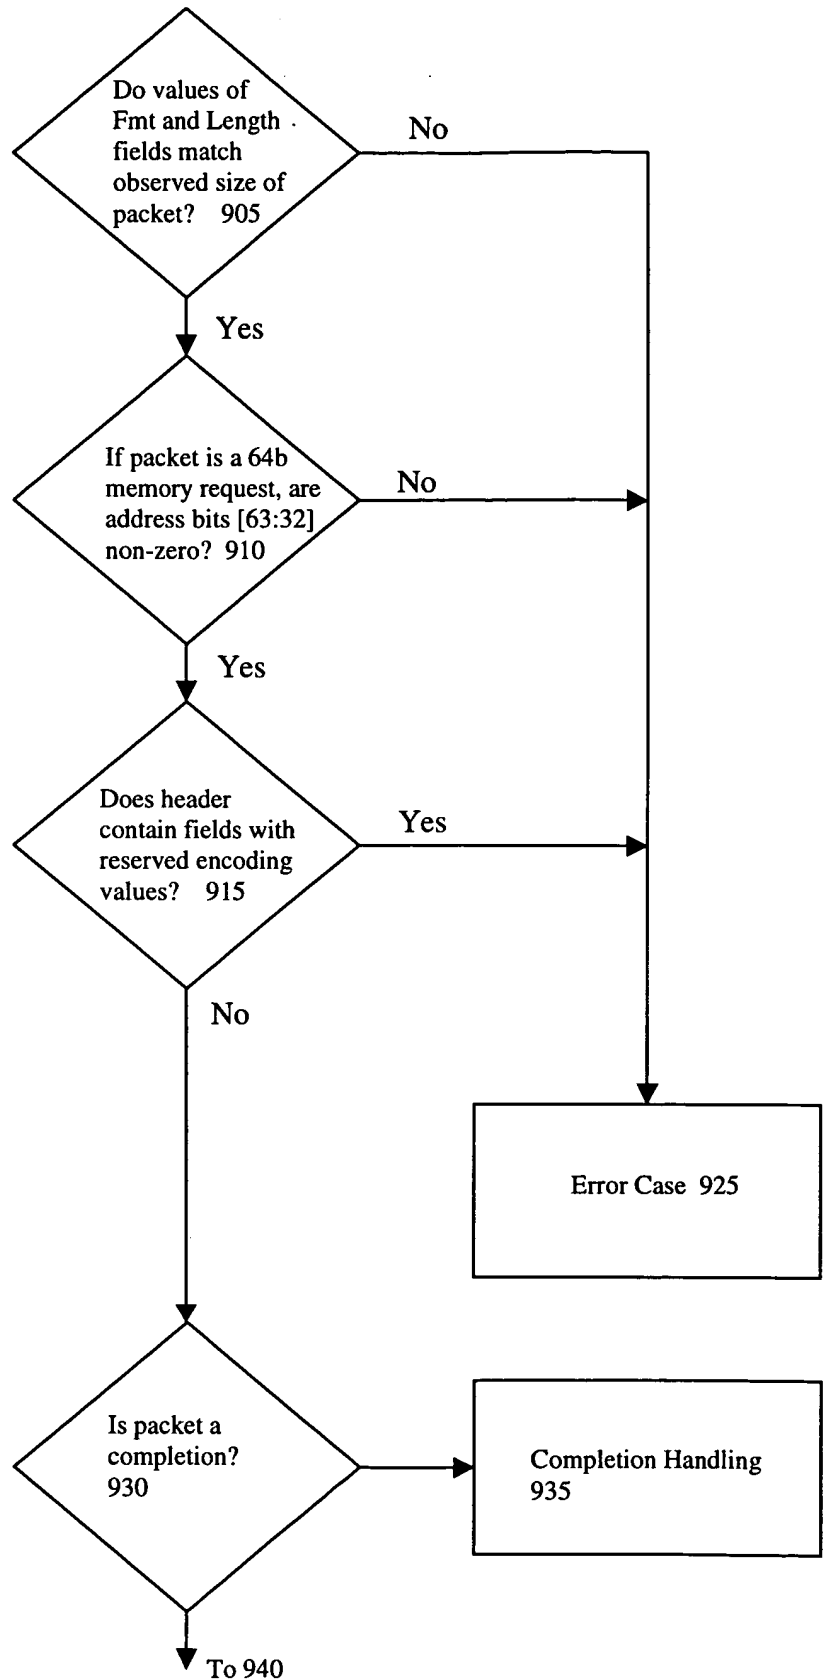 Do values of
Fmt and Length
fields match
observed size of
packet? 905
No
Yes
If packet is a 64b
memory request, are
address bits [63:32]
non-zero? 910
No
Yes
Does header
contain fields with
reserved encoding
values? 915
Yes
No
Error Case 925
Is packet a
completion?
930
Completion Handling
935
To 940